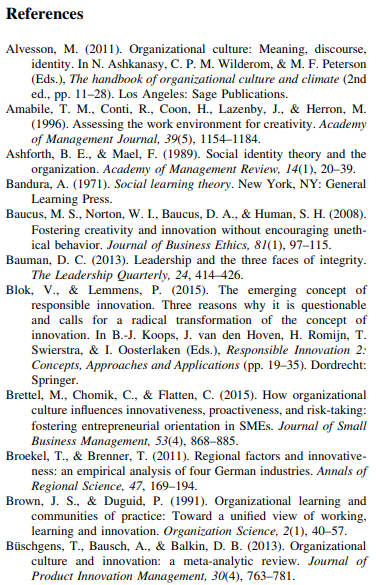 References
Alvesson, M. (2011). Organizational culture: Meaning, discourse,
identity. In N. Ashkanasy, C. P. M. Wilderom, & M. F. Peterson
(Eds.), The handbook of organizational culture and climate (2nd
ed., pp. 11–28). Los Angeles: Sage Publications.
Amabile, T. M., Conti, R., Coon, H., Lazenby, J., & Herron, M.
(1996). Assessing the work environment for creativity. Academy
of Management Journal, 39(5), 1154–1184.
Ashforth, B. E., & Mael, F. (1989). Social identity theory and the
organization. Academy of Management Review, 14(1), 20–39.
Bandura, A. (1971). Social learning theory. New York, NY: General
Learning Press.
Baucus, M. S., Norton, W. I., Baucus, D. A., & Human, S. H. (2008).
Fostering creativity and innovation without encouraging uneth-
ical behavior. Journal of Business Ethics, 81(1), 97–115.
Bauman, D. C. (2013). Leadership and the three faces of integrity.
The Leadership Quarterly, 24, 414–426.
Blok, V., & Lemmens, P. (2015). The emerging concept of
responsible innovation. Three reasons why it is questionable
and calls for a radical transformation of the concept of
innovation. In B.-J. Koops, J. van den Hoven, H. Romijn, T.
Swierstra, & I. Oosterlaken (Eds.), Responsible Innovation 2:
Concepts, Approaches and Applications (pp. 19–35). Dordrecht:
Springer.
Brettel, M., Chomik, C., & Flatten, C. (2015). How organizational
culture influences innovativeness, proactiveness, and risk-taking:
fostering entrepreneurial orientation in SMEs. Journal of Small
Business Management, 53(4), 868–885.
Broekel, T., & Brenner, T. (2011). Regional factors and innovative-
ness: an empirical analysis of four German industries. Annals of
Regional Science, 47, 169–194.
Brown, J. S., & Duguid, P. (1991). Organizational learning and
communities of practice: Toward a unified view of working,
learning and innovation. Organization Science, 2(1), 40–57.
Büschgens, T., Bausch, A., & Balkin, D. B. (2013). Organizational
culture and innovation: a meta-analytic review. Journal of
Product Innovation Management, 30(4), 763–781.